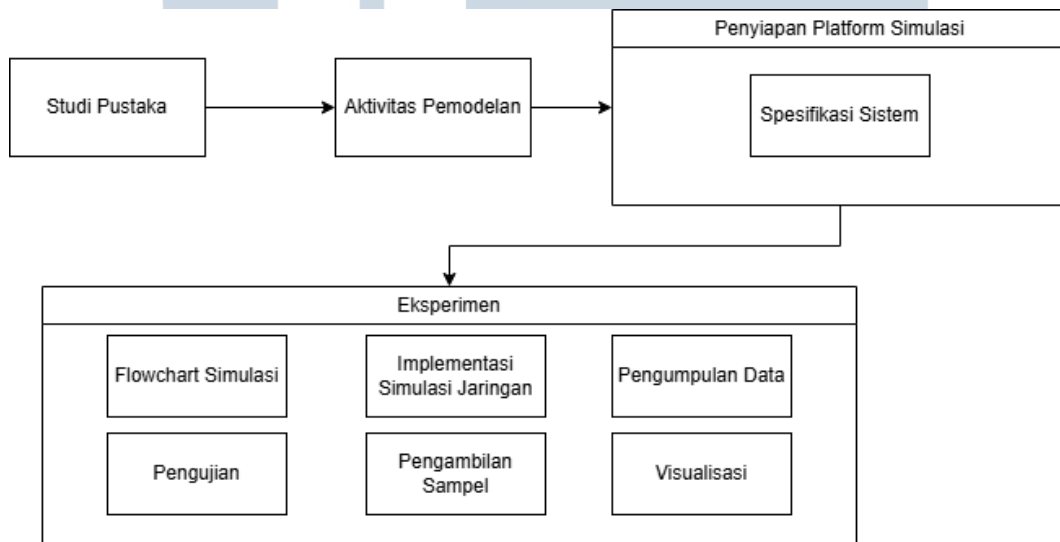 Penyiapan Platform Simulasi
Studi Pustaka
Aktivitas Pemodelan
Spesifikasi Sistem
Eksperimen
Flowchart Simulasi
Implementasi
Simulasi Jaringan
Pengumpulan Data
Pengujian
Pengambilan
Sampel
Visualisasi